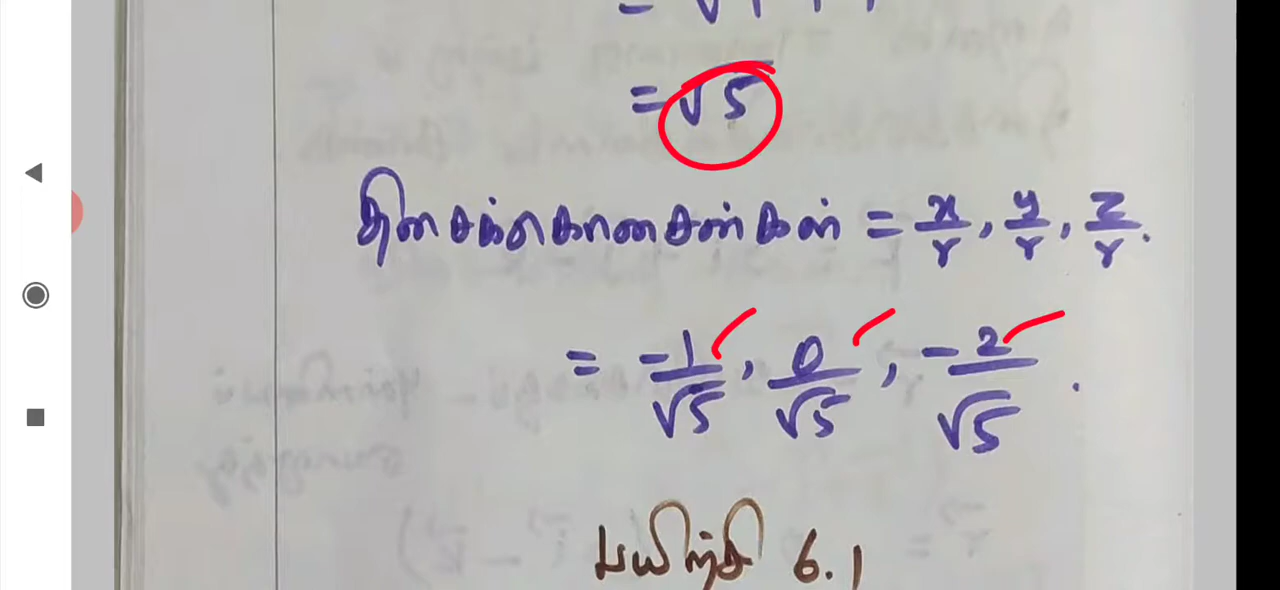 = √5
திசைக்கொசைன்கள் = x/r, y/r, z/r.
= -1/√5, 0/√5, -2/√5.
பயிற்சி 6.1